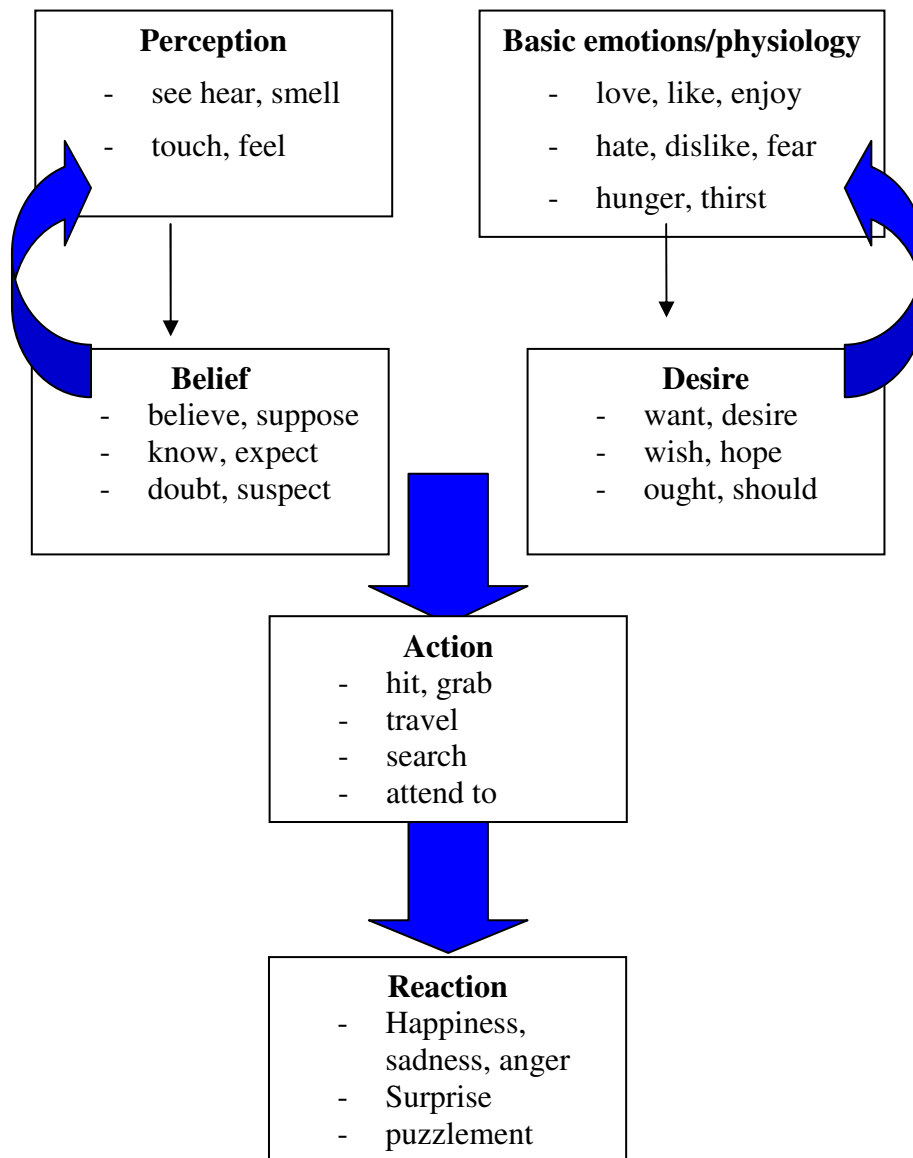 Perception
- see hear, smell
- touch, feel
Basic emotions/physiology
- love, like, enjoy
- hate, dislike, fear
- hunger, thirst
Belief
- believe, suppose
- know, expect
- doubt, suspect
Desire
- want, desire
- wish, hope
- ought, should
Action
- hit, grab
- travel
- search
- attend to
Reaction
- Happiness,
sadness, anger
- Surprise
- puzzlement